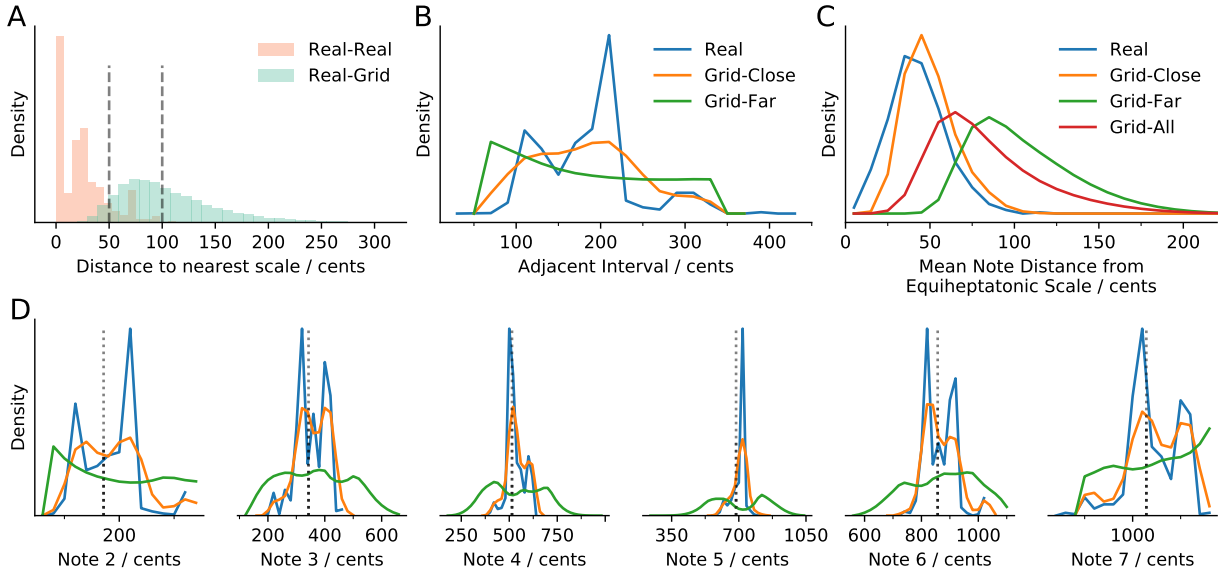 A
Real-Real
Real-Grid
Density
0 50 100 150 200 250 300
Distance to nearest scale / cents
B
Real
Grid-Close
Grid-Far
Density
100 200 300 400
Adjacent Interval / cents
C
Real
Grid-Close
Grid-Far
Grid-All
Density
0 50 100 150 200
Mean Note Distance from
Equiheptatonic Scale / cents
D
Density
200
Note 2 / cents
200 400 600
Note 3 / cents
250 500 750
Note 4 / cents
350 700 1050
Note 5 / cents
600 800 1000
Note 6 / cents
1000
Note 7 / cents